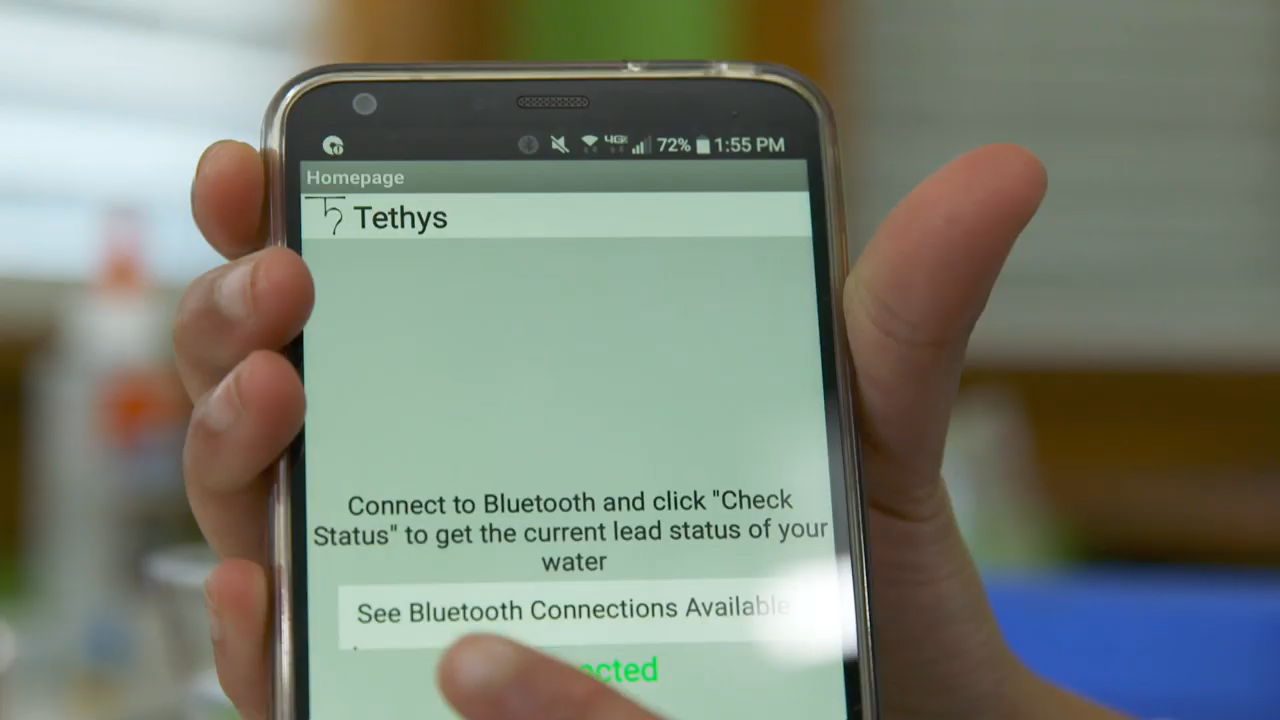 72% 1:55 PM
Homepage
Tethys
Connect to Bluetooth and click "Check
Status" to get the current lead status of your
water
See Bluetooth Connections Available